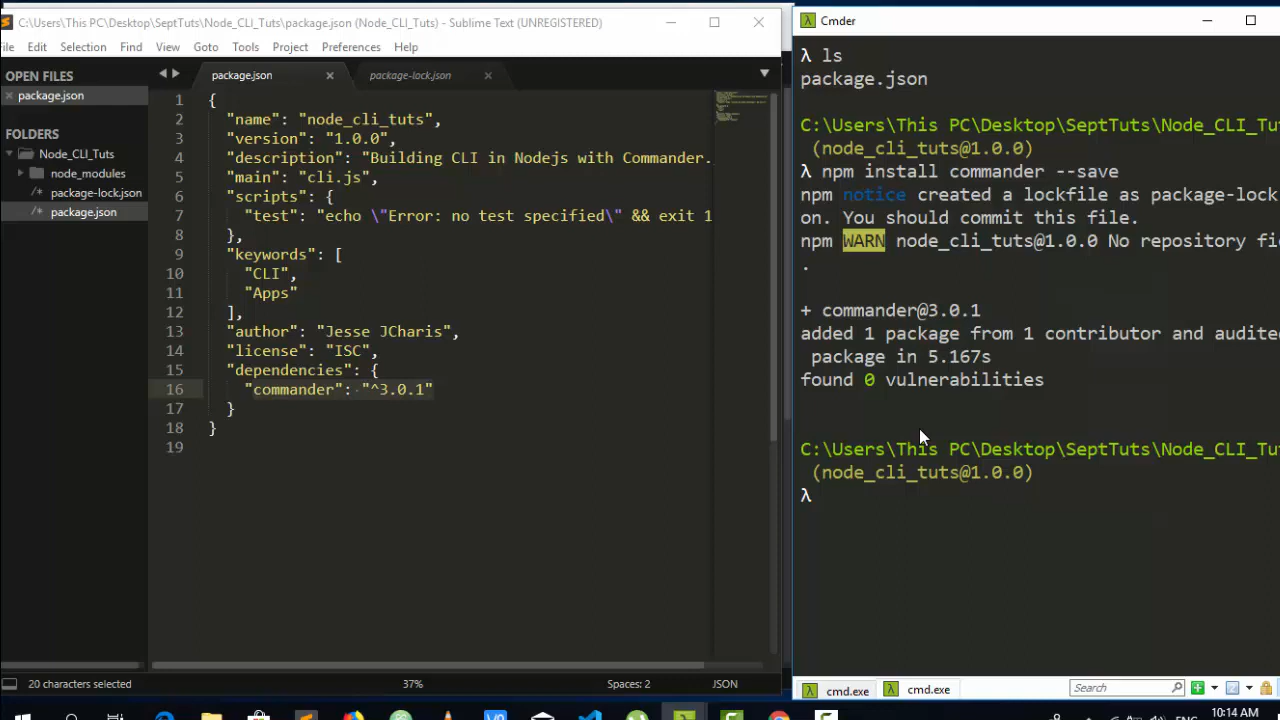 C:\Users\This PC\Desktop\SeptTuts\Node_CLI_Tuts\package.json (Node_CLI_Tuts) - Sublime Text (UNREGISTERED)
File Edit Selection Find View Goto Tools Project Preferences Help
OPEN FILES
package.json
FOLDERS
Node_CLI_Tuts
node_modules
package-lock.json
package.json
package.json
package-lock.json
1 {
2 "name": "node_cli_tuts",
3 "version": "1.0.0",
4 "description": "Building CLI in Nodejs with Commander.
5 "main": "cli.js",
6 "scripts": {
7 "test": "echo \"Error: no test specified\" && exit 1
8 },
9 "keywords": [
10 "CLI",
11 "Apps"
12 ],
13 "author": "Jesse JCharis",
14 "license": "ISC",
15 "dependencies": {
16 "commander": "^3.0.1"
17 }
18 }
19
20 characters selected 37% Spaces: 2 JSON
Cmder
λ ls
package.json
C:\Users\This PC\Desktop\SeptTuts\Node_CLI_Tu
(node_cli_tuts@1.0.0)
λ npm install commander --save
npm notice created a lockfile as package-lock
on. You should commit this file.
npm WARN node_cli_tuts@1.0.0 No repository fi
.
+ commander@3.0.1
added 1 package from 1 contributor and audite
package in 5.167s
found 0 vulnerabilities
C:\Users\This PC\Desktop\SeptTuts\Node_CLI_Tu
(node_cli_tuts@1.0.0)
λ
cmd.exe cmd.exe Search
10:14 AM